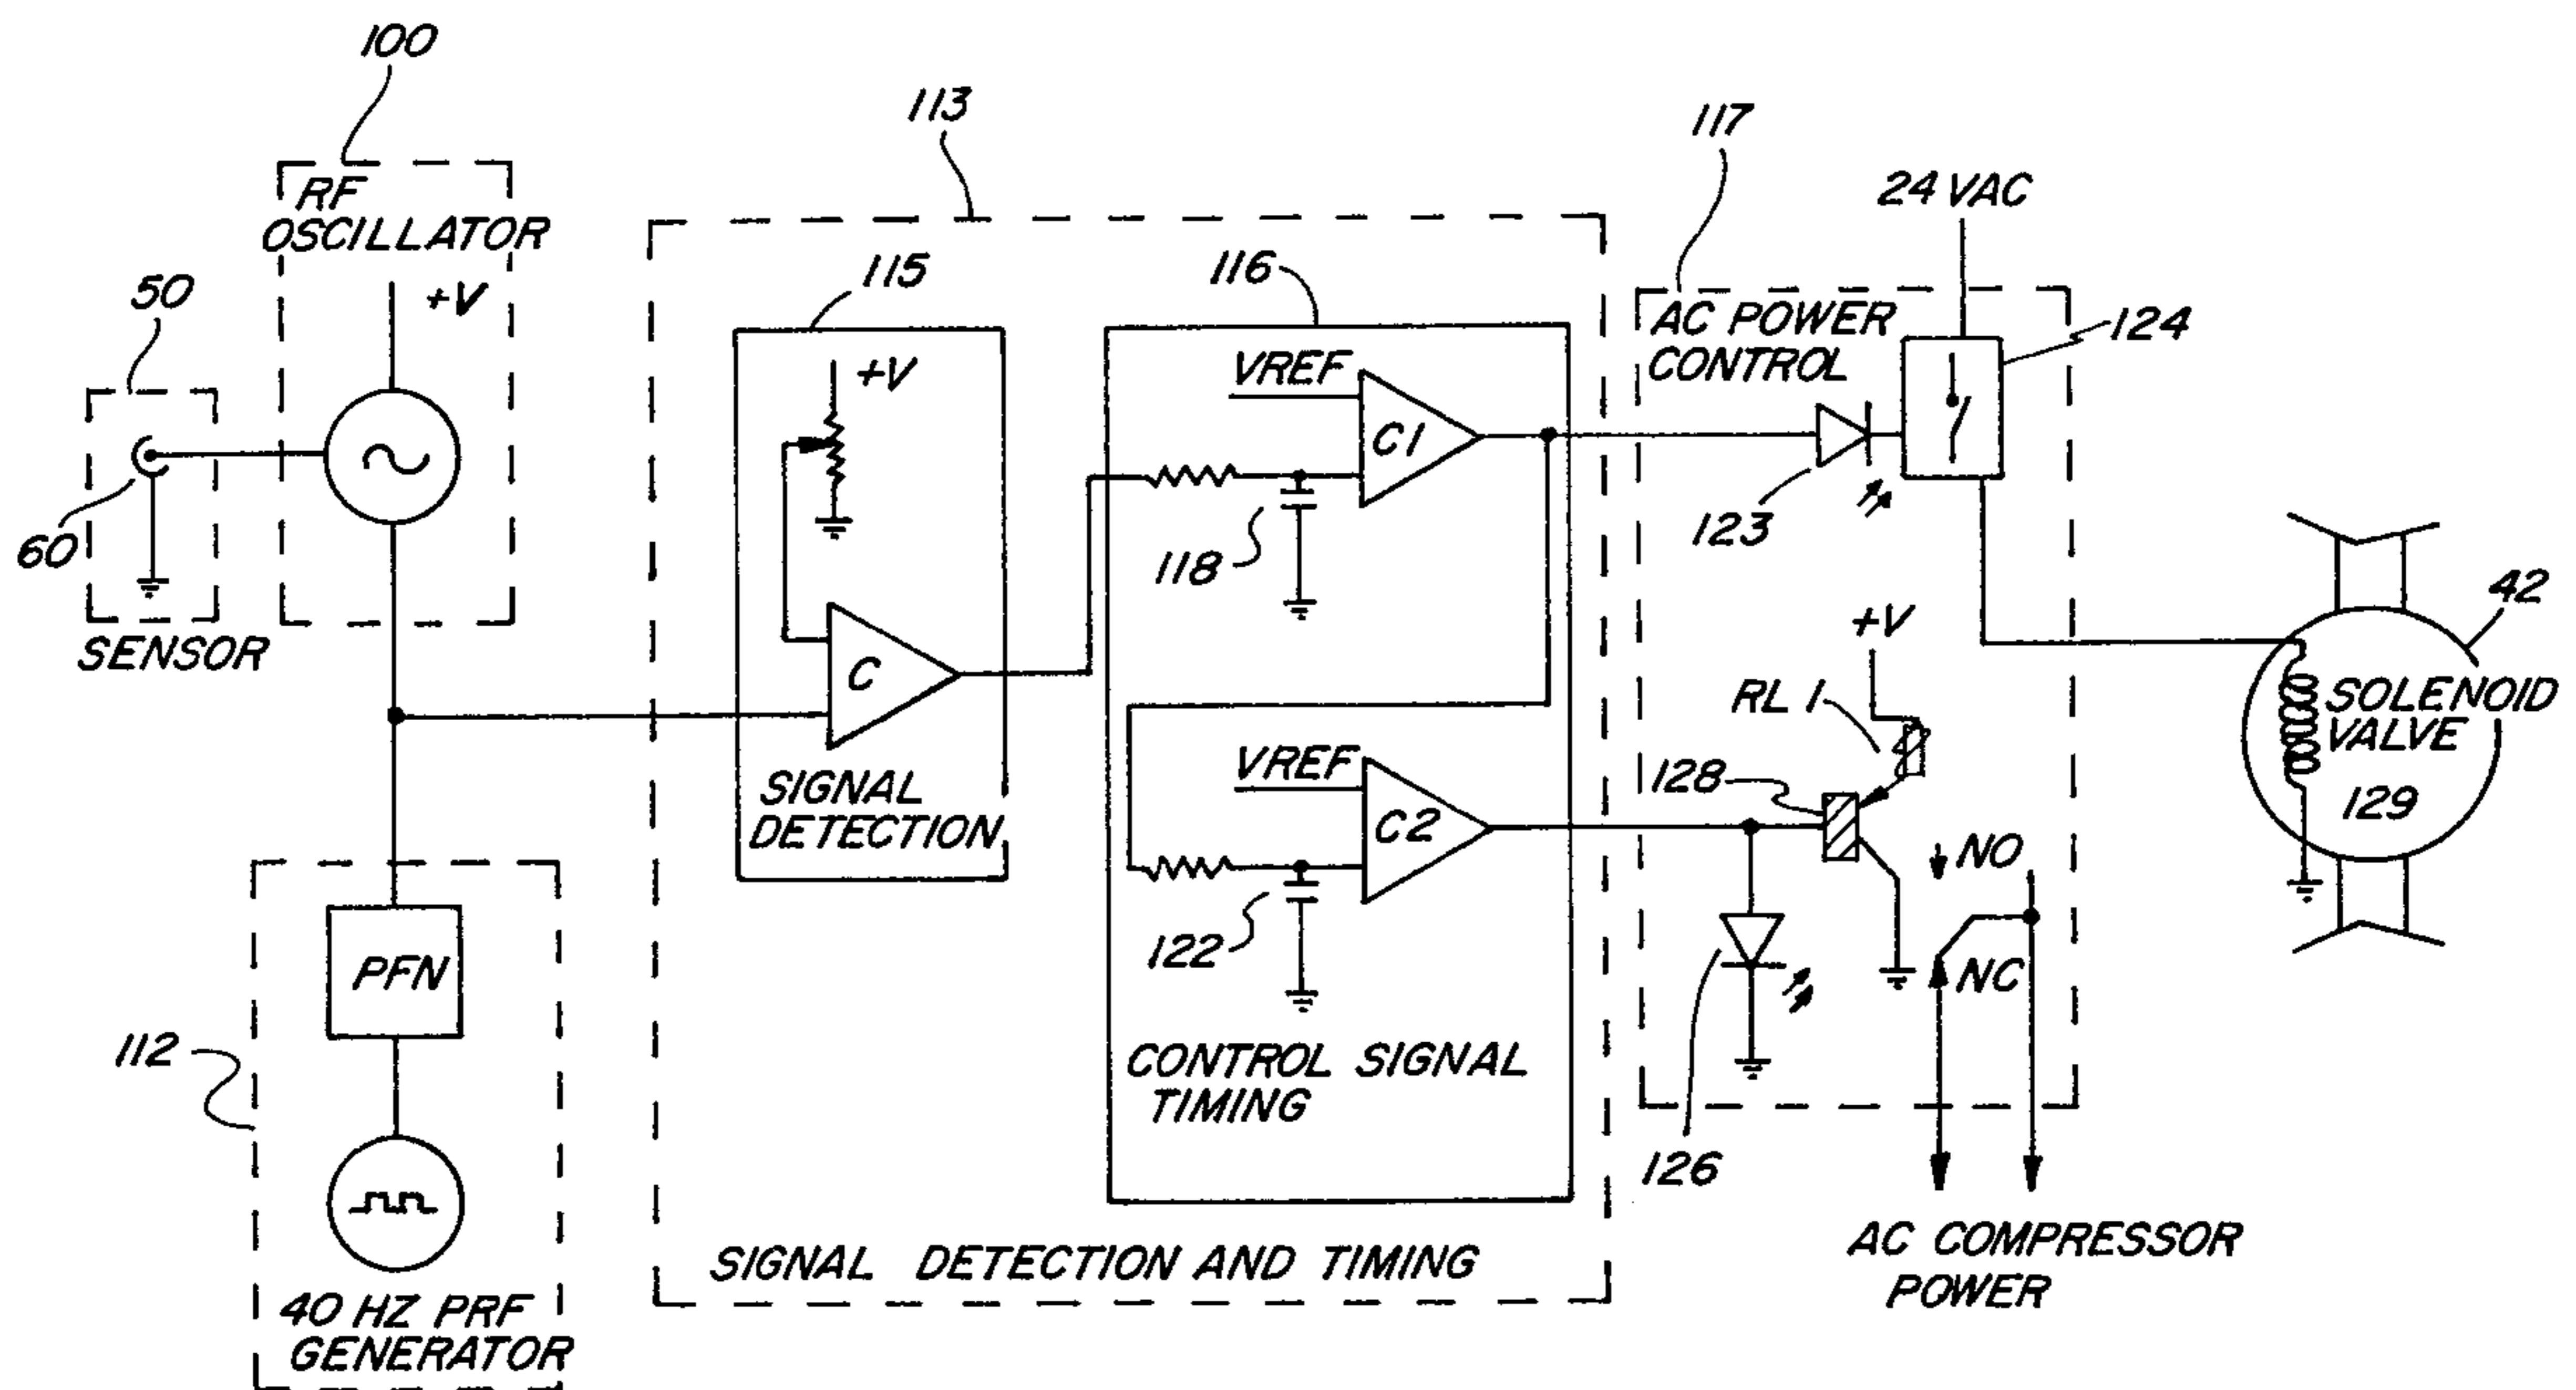 100
RF
OSCILLATOR
+V
50
60
SENSOR
112
PFN
40 HZ PRF
GENERATOR
113
115
+V
C
SIGNAL
DETECTION
116
VREF
C1
118
VREF
C2
122
CONTROL SIGNAL
TIMING
SIGNAL DETECTION AND TIMING
117
24 VAC
AC POWER
CONTROL
124
123
+V
RL 1
128
NO
NC
126
AC COMPRESSOR
POWER
42
SOLENOID
VALVE
129